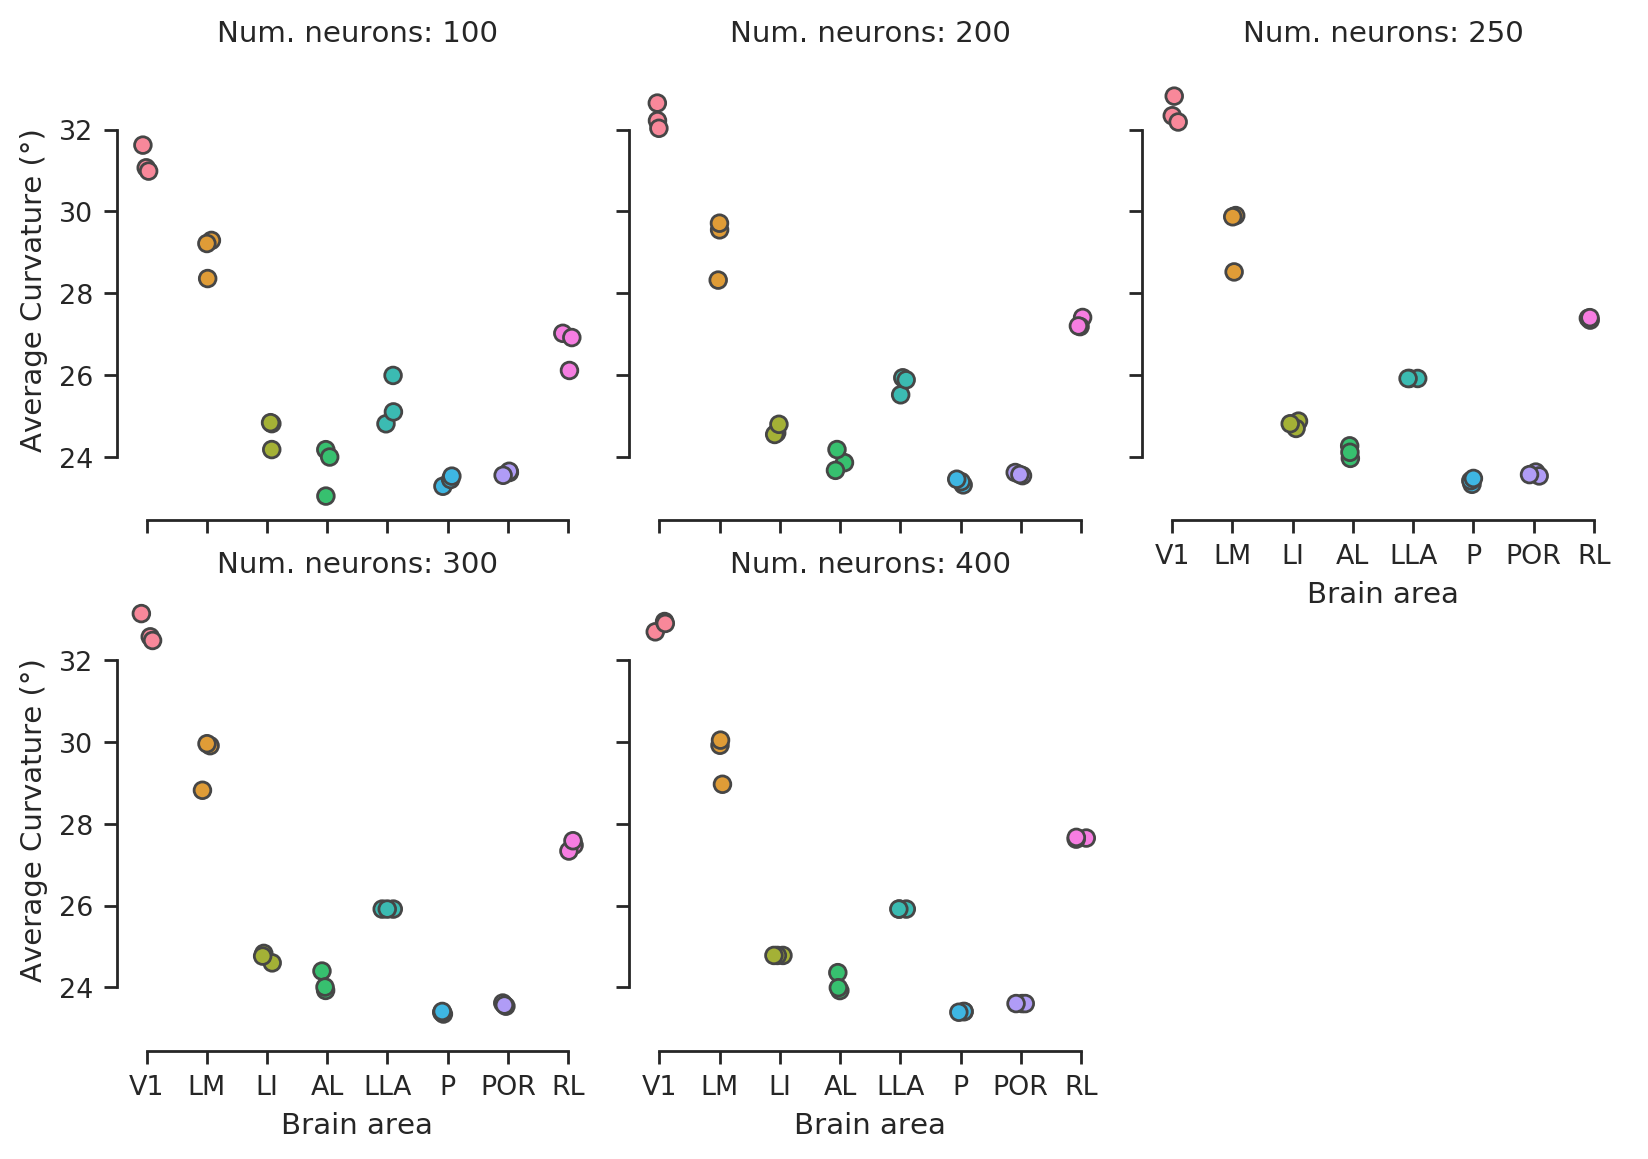 Num. neurons: 100
Num. neurons: 200
Num. neurons: 250
Average Curvature (°)
32
30
28
26
24
V1 LM LI AL LLA P POR RL
Brain area
Num. neurons: 300
Num. neurons: 400
Average Curvature (°)
32
30
28
26
24
V1 LM LI AL LLA P POR RL
Brain area
V1 LM LI AL LLA P POR RL
Brain area